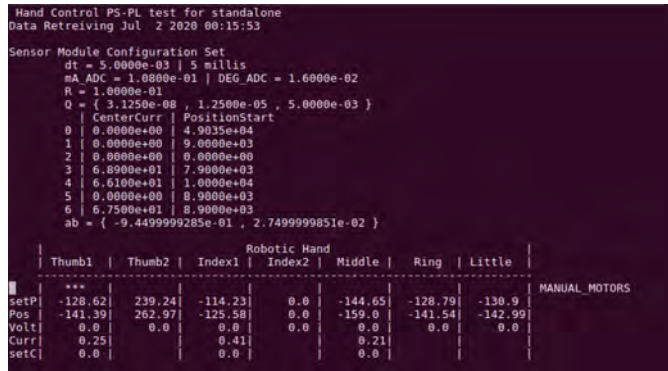 Hand Control PS-PL test for standalone
Data Retreiving Jul  2 2020 00:15:53
Sensor Module Configuration Set
dt = 5.0000e-03 | 5 millis
mA_ADC = 1.0800e-01 | DEG_ADC = 1.6000e-02
R = 1.0000e-01
Q = { 3.1250e-08 , 1.2500e-05 , 5.0000e-03 }
| CenterCurr | PositionStart
0 | 0.0000e+00 | 4.9035e+04
1 | 0.0000e+00 | 9.0000e+03
2 | 0.0000e+00 | 0.0000e+00
3 | 6.8900e+01 | 7.9000e+03
4 | 6.6100e+01 | 1.0000e+04
5 | 0.0000e+00 | 8.9000e+03
6 | 6.7500e+01 | 8.9000e+03
ab = { -9.4499999285e-01 , 2.7499999851e-02 }
| Robotic Hand |
| Thumb1 | Thumb2 | Index1 | Index2 | Middle | Ring | Little |
| *** | | | | | | | MANUAL_MOTORS
setP| -128.62| 239.24| -114.23| 0.0 | -144.65| -128.79| -130.9 |
Pos | -141.39| 262.97| -125.58| 0.0 | -159.0 | -141.54| -142.99|
Volt| 0.0 | 0.0 | 0.0 | 0.0 | 0.0 | 0.0 | 0.0 |
Curr| 0.25| | 0.41| | 0.21| | |
setC| 0.0 | | 0.0 | | 0.0 | | |